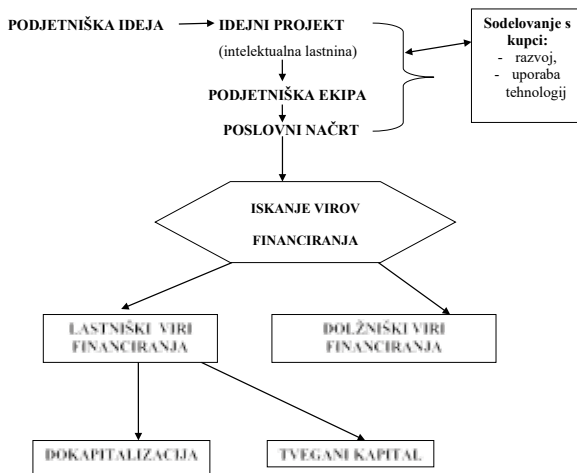 PODJETNIŠKA IDEJA
IDEJNI PROJEKT
(intelektualna lastnina)
PODJETNIŠKA EKIPA
POSLOVNI NAČRT
Sodelovanje s
kupci:
- razvoj,
- uporaba
tehnologij
ISKANJE VIROV
FINANCIRANJA
LASTNIŠKI VIRI
FINANCIRANJA
DOLŽNIŠKI VIRI
FINANCIRANJA
DOKAPITALIZACIJA
TVEGANI KAPITAL